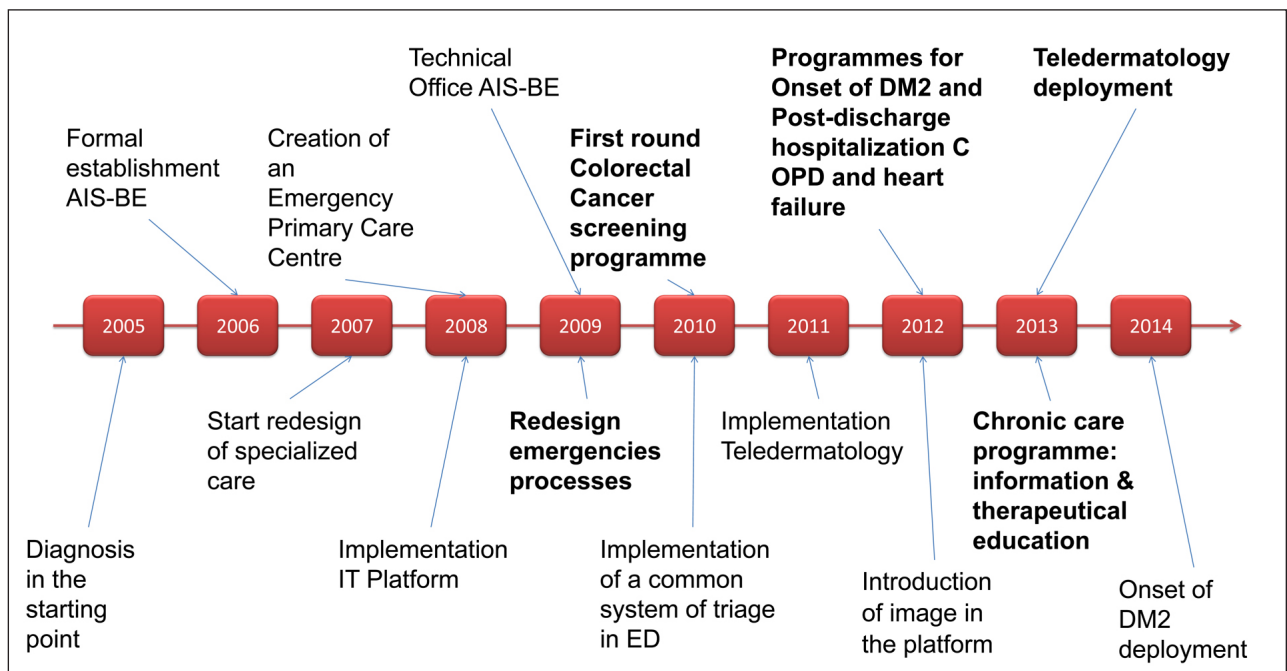 Technical
Office AIS-BE
Programmes for
Onset of DM2 and
Post-discharge
hospitalization C
OPD and heart
failure
Teledermatology
deployment
Formal
establishment
AIS-BE
Creation of
an
Emergency
Primary Care
Centre
First round
Colorectal
Cancer
screening
programme
2005
2006
2007
2008
2009
2010
2011
2012
2013
2014
Start redesign
of specialized
care
Redesign
emergencies
processes
Implementation
Teledermatology
Chronic care
programme:
information &
therapeutical
education
Diagnosis
in the
starting
point
Implementation
IT Platform
Implementation
of a common
system of triage
in ED
Introduction
of image in
the platform
Onset of
DM2
deployment